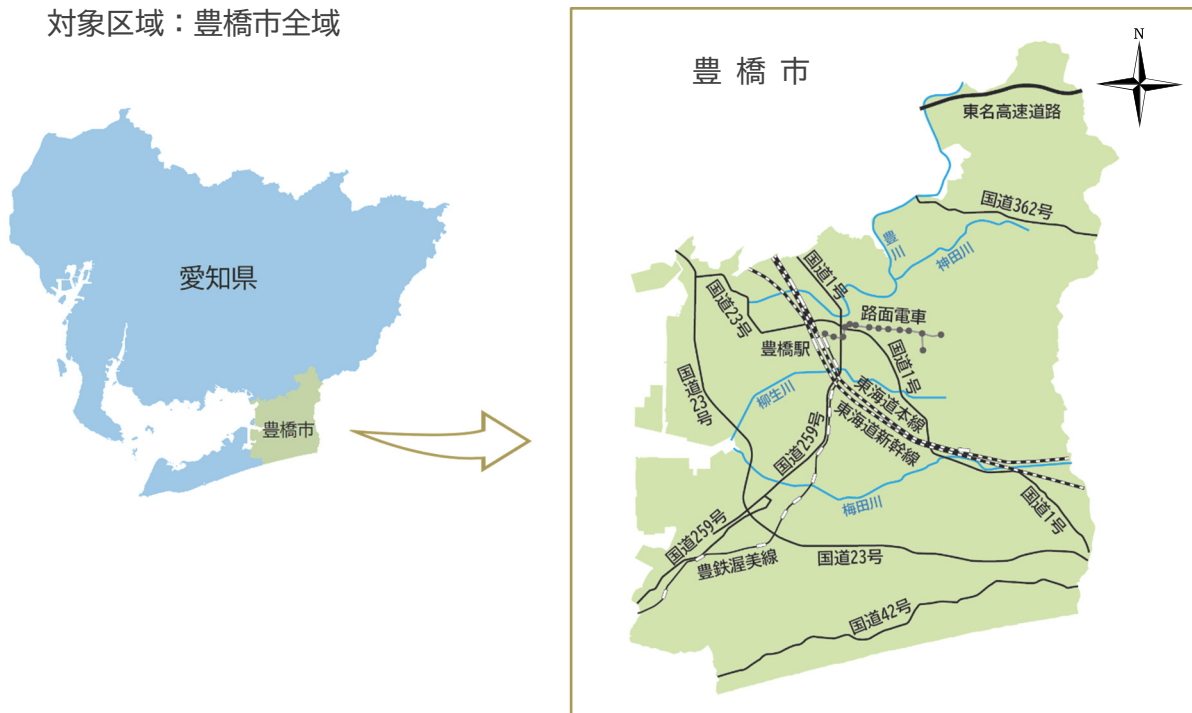 対象区域：豊橋市全域
愛知県
豊橋市
豊橋市
N
東名高速道路
国道362号
豊川
神田川
国道1号
国道23号
路面電車
豊橋駅
国道1号
国道23号
柳生川
東海道本線
東海道新幹線
国道259号
梅田川
国道1号
国道259号
豊鉄渥美線
国道23号
国道42号